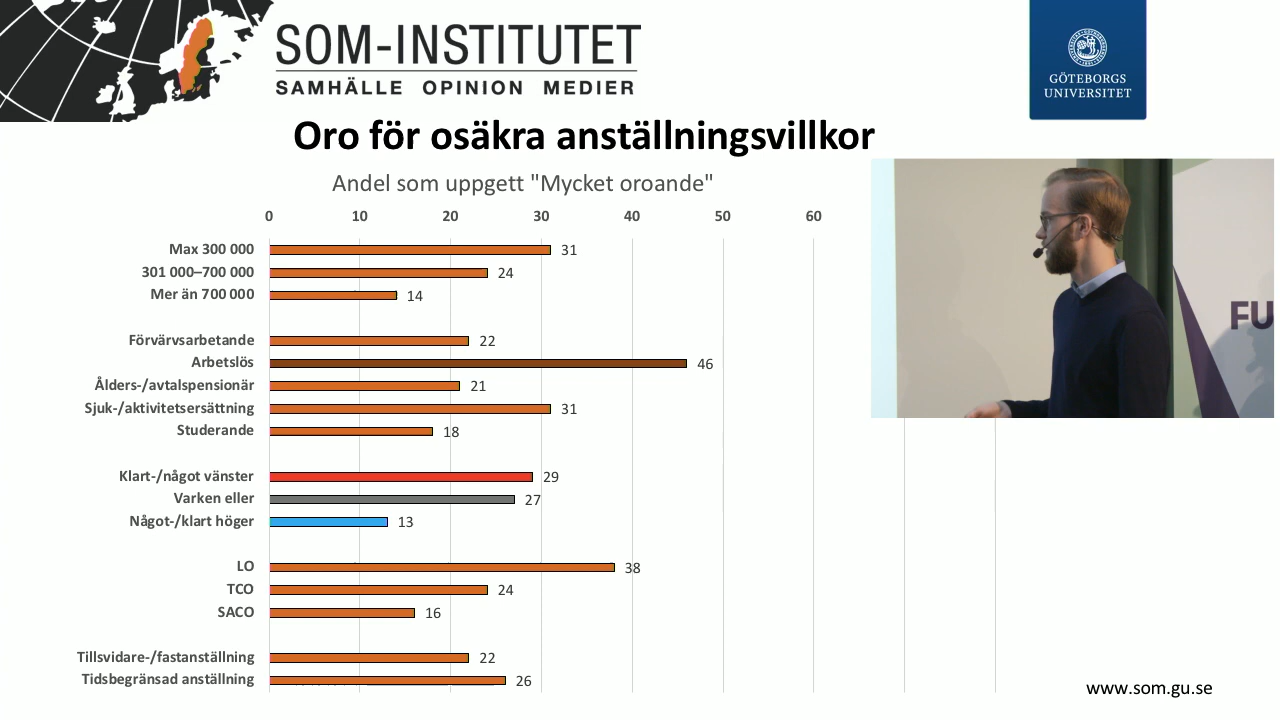 SOM-INSTITUTET
SAMHÄLLE OPINION MEDIER
GÖTEBORGS
UNIVERSITET
Oro för osäkra anställningsvillkor
Andel som uppgett "Mycket oroande"
0 10 20 30 40 50 60
Max 300 000 31
301 000–700 000 24
Mer än 700 000 14
Förvärvsarbetande 22
Arbetslös 46
Ålders-/avtalspensionär 21
Sjuk-/aktivitetsersättning 31
Studerande 18
Klart-/något vänster 29
Varken eller 27
Något-/klart höger 13
LO 38
TCO 24
SACO 16
Tillsvidare-/fastanställning 22
Tidsbegränsad anställning 26
FU
www.som.gu.se